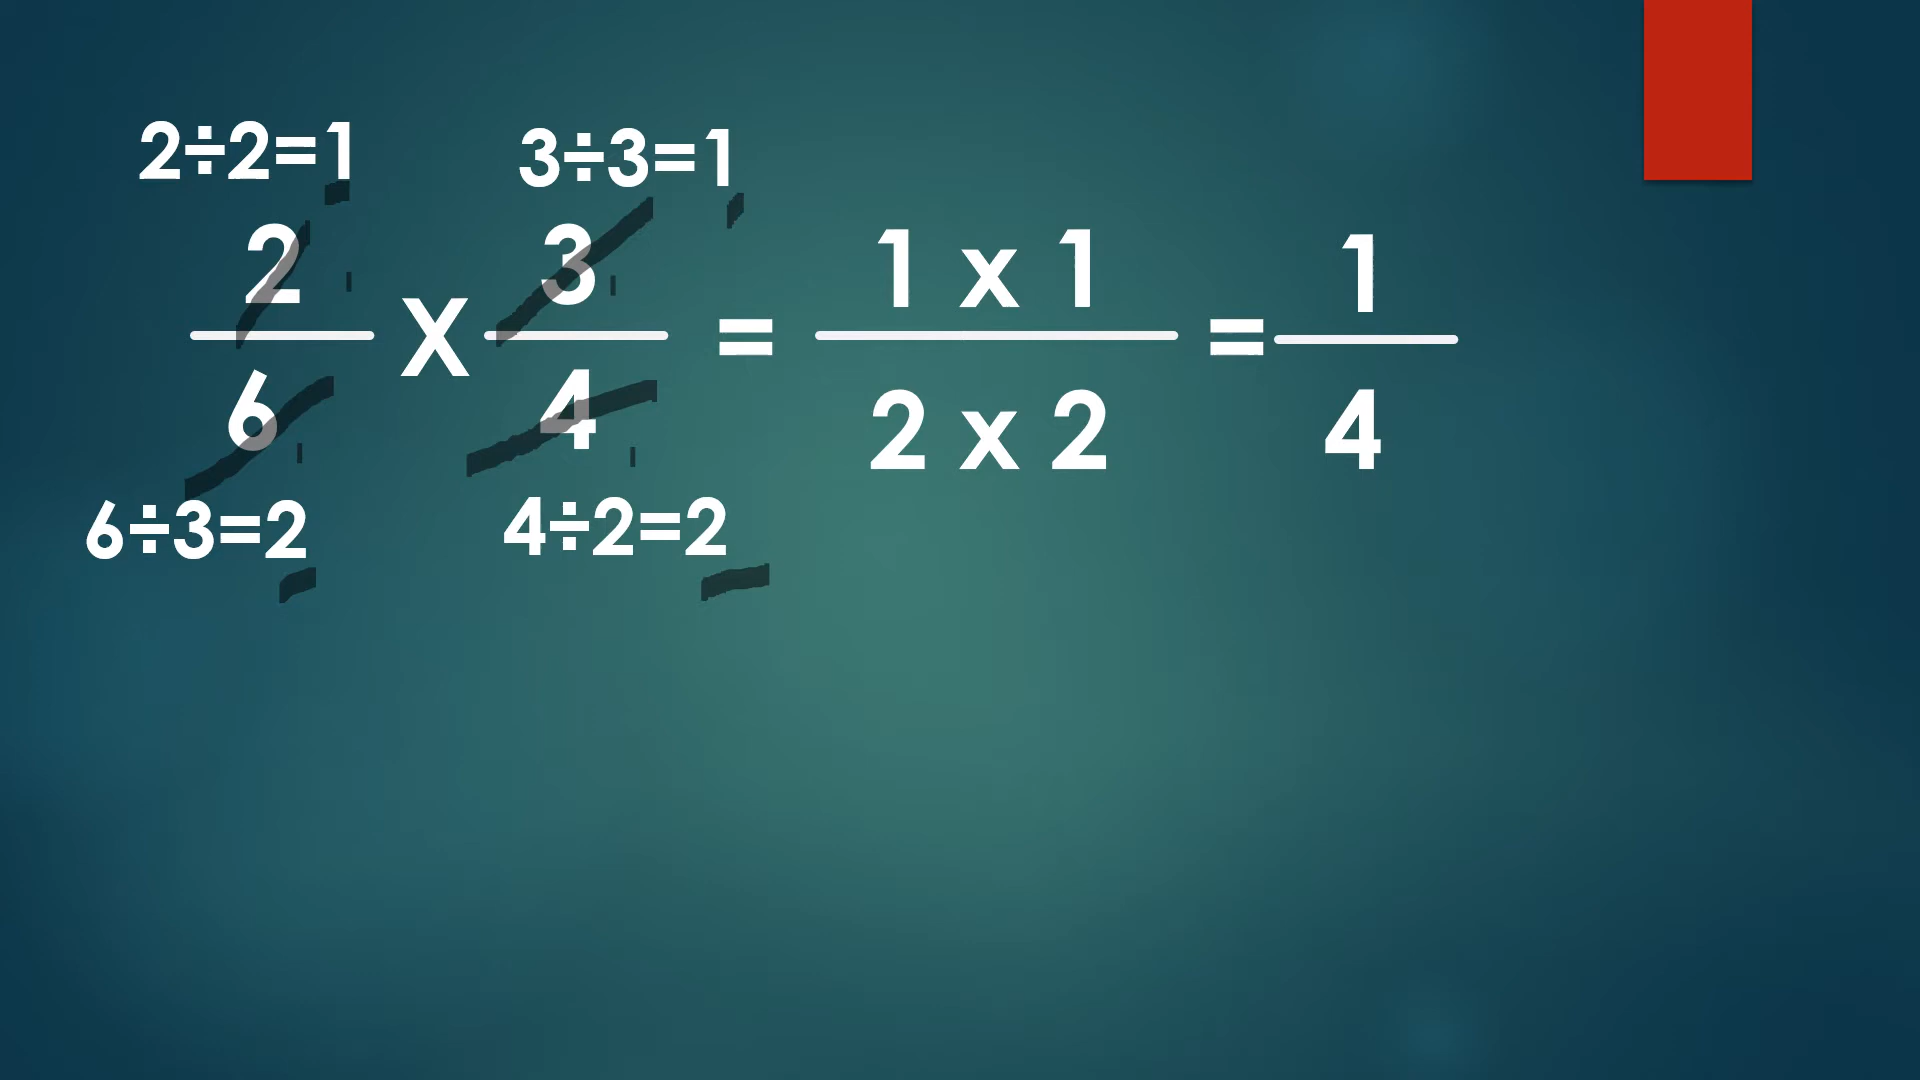 2÷2=1 3÷3=1
2 3 1 x 1 1
X = =
6 4 2 x 2 4
6÷3=2 4÷2=2